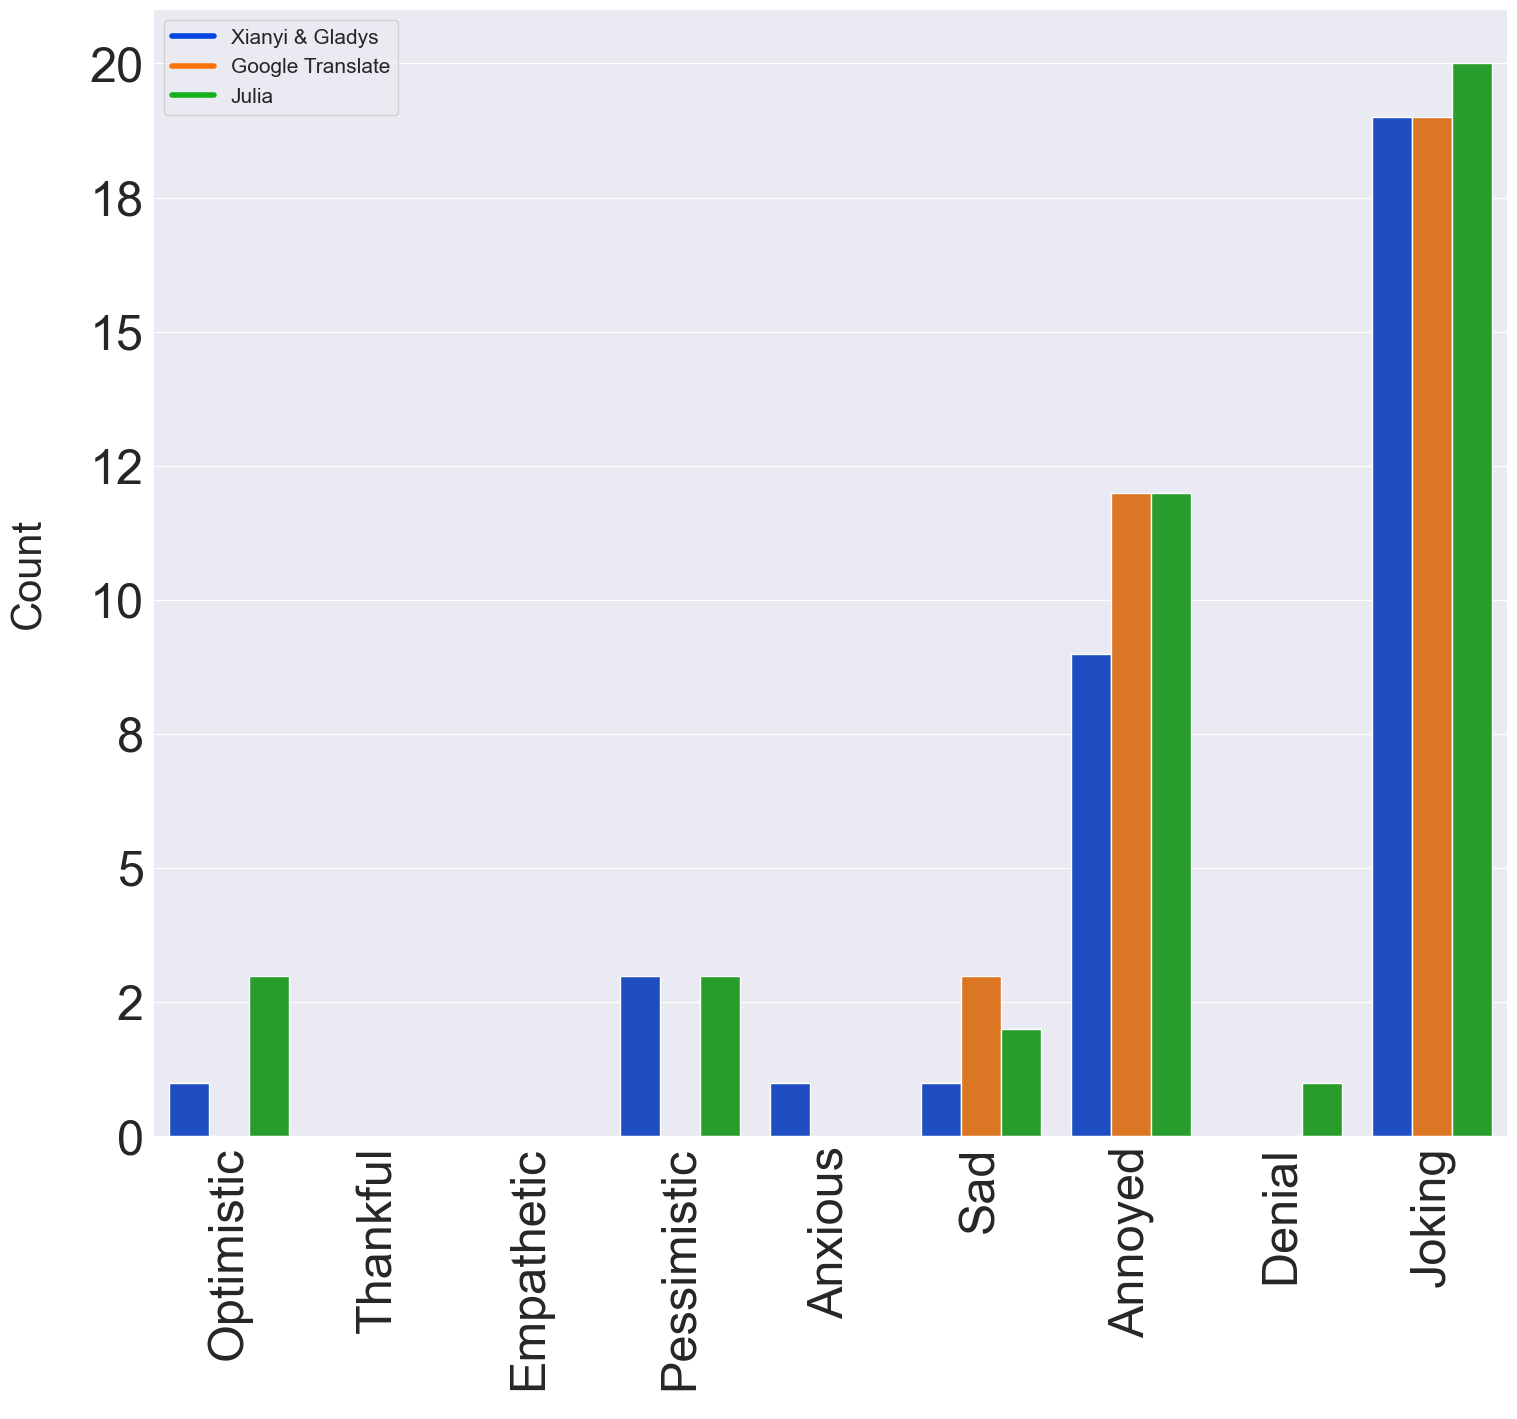 Xianyi & Gladys
Google Translate
Julia
Count
20
18
15
12
10
8
5
2
0
Optimistic
Thankful
Empathetic
Pessimistic
Anxious
Sad
Annoyed
Denial
Joking